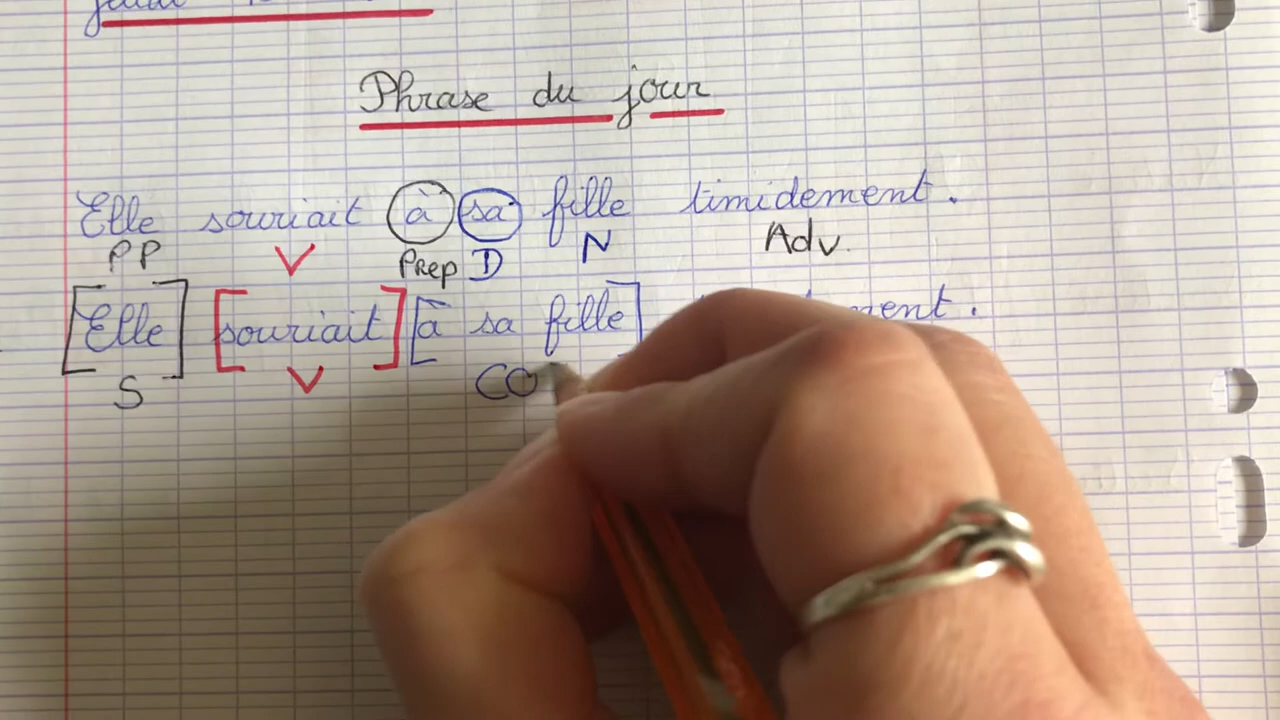 Phrase du jour
Elle souriait à sa fille timidement.
PP V Prep D N Adv.
[Elle] [souriait] [à sa fille]
S V CO